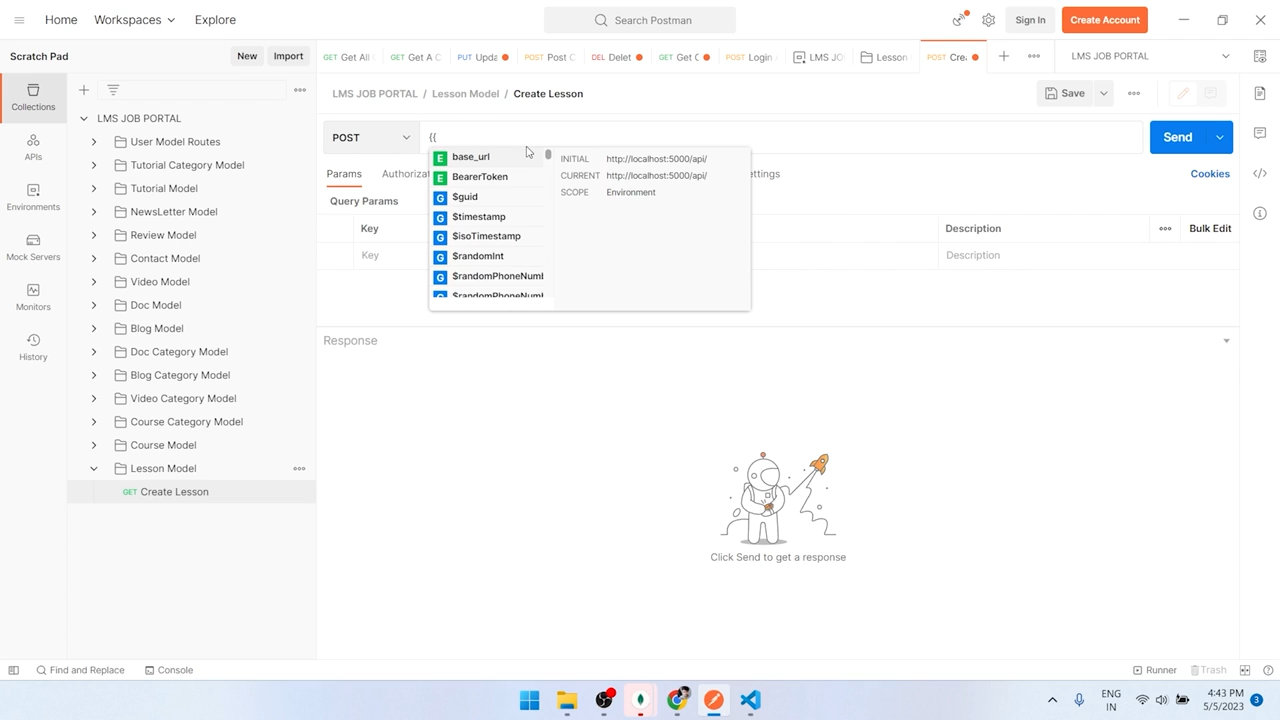 Home Workspaces Explore Search Postman Sign In Create Account
Scratch Pad New Import GET Get All GET Get A C PUT Upda POST Post C DEL Delet GET Get C POST Login LMS JO Lesson POST Crea LMS JOB PORTAL
Collections
APIs
Environments
Mock Servers
Monitors
History
LMS JOB PORTAL
User Model Routes
Tutorial Category Model
Tutorial Model
NewsLetter Model
Review Model
Contact Model
Video Model
Doc Model
Blog Model
Doc Category Model
Blog Category Model
Video Category Model
Course Category Model
Course Model
Lesson Model
GET Create Lesson
LMS JOB PORTAL / Lesson Model / Create Lesson Save
POST {{ Send
Params Authorizat ettings Cookies
Query Params
Key Description Bulk Edit
Key Description
base_url
BearerToken
$guid
$timestamp
$isoTimestamp
$randomInt
$randomPhoneNumb
$randomPhoneNumb
INITIAL http://localhost:5000/api/
CURRENT http://localhost:5000/api/
SCOPE Environment
Response
Click Send to get a response
Find and Replace Console Runner Trash
ENG
IN
4:43 PM
5/5/2023
3